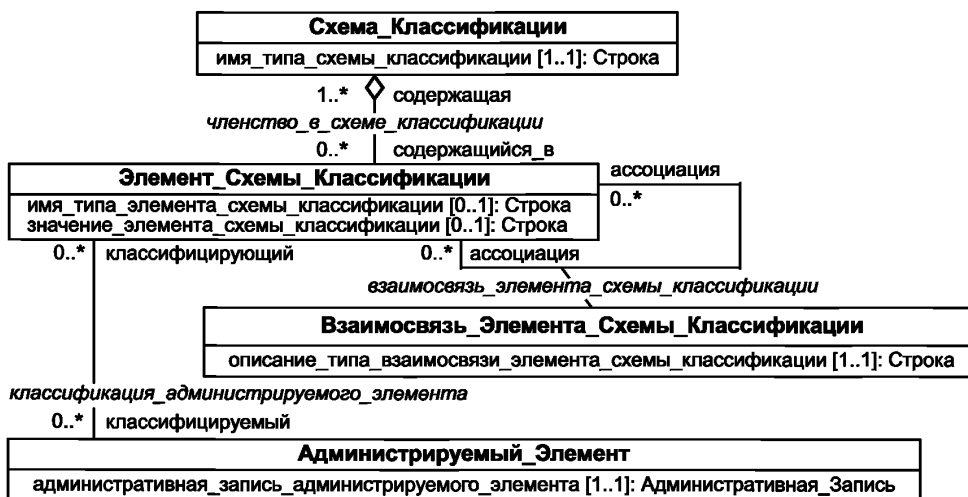 Схема_Классификации
имя_типа_схемы_классификации [1..1]: Строка
1..* содержащая
членство_в_схеме_классификации
0..* содержащийся_в
ассоциация
0..*
Элемент_Схемы_Классификации
имя_типа_элемента_схемы_классификации [0..1]: Строка
значение_элемента_схемы_классификации [0..1]: Строка
0..* классифицирующий
0..* ассоциация
взаимосвязь_элемента_схемы_классификации
Взаимосвязь_Элемента_Схемы_Классификации
описание_типа_взаимосвязи_элемента_схемы_классификации [1..1]: Строка
классификация_администрируемого_элемента
0..* классифицируемый
Администрируемый_Элемент
административная_запись_администрируемого_элемента [1..1]: Административная_Запись